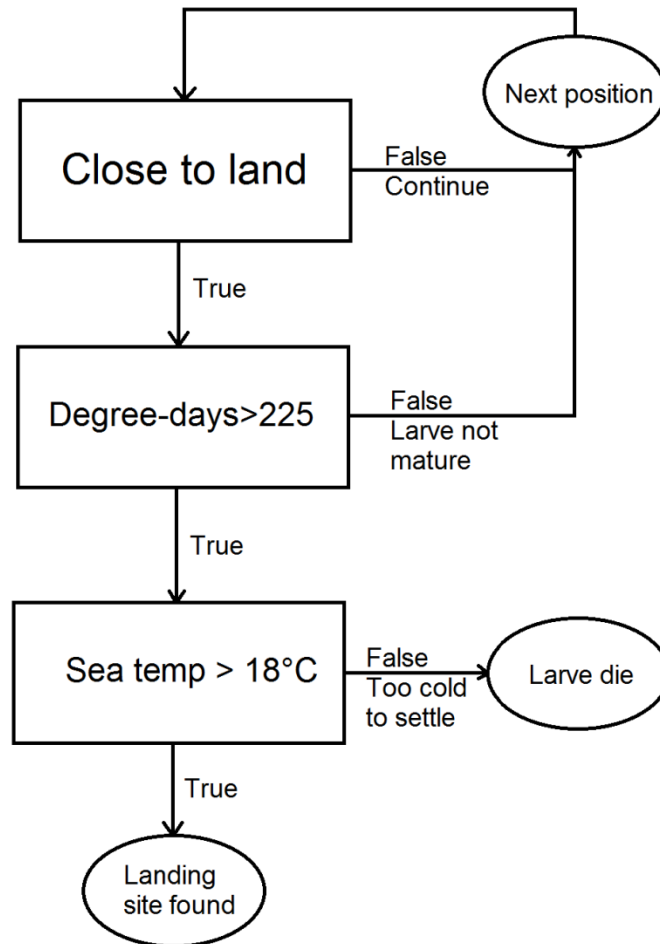 Next position
Close to land
False
Continue
True
Degree-days>225
False
Larve not
mature
True
Sea temp > 18°C
False
Too cold
to settle
Larve die
True
Landing
site found